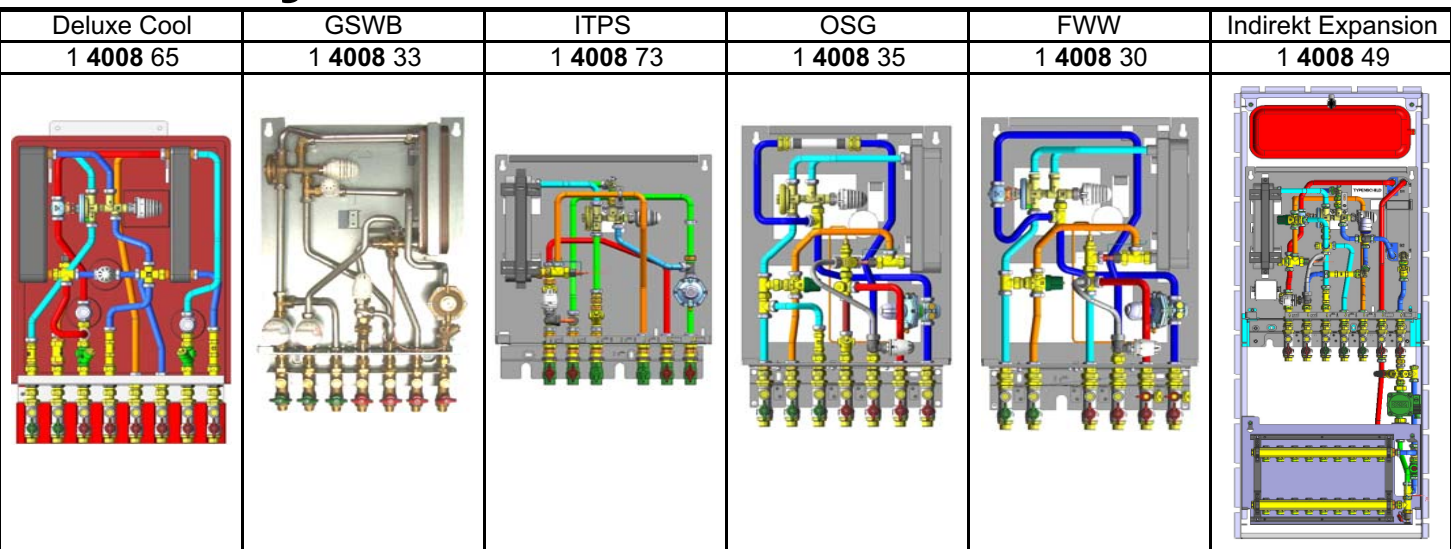 Deluxe Cool GSWB ITPS OSG FWW Indirekt Expansion
1 4008 65 1 4008 33 1 4008 73 1 4008 35 1 4008 30 1 4008 49
TYPENSCHILD